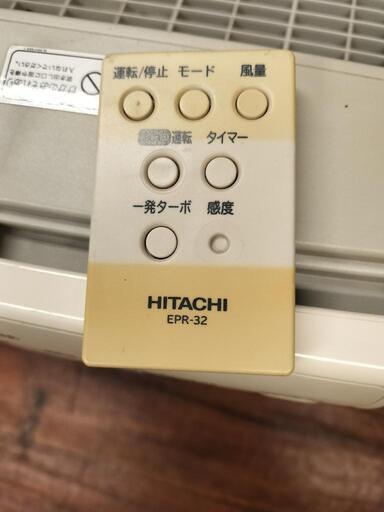 運転/停止 モード 風量
運転 タイマー
一発ターボ 感度
HITACHI
EPR-32